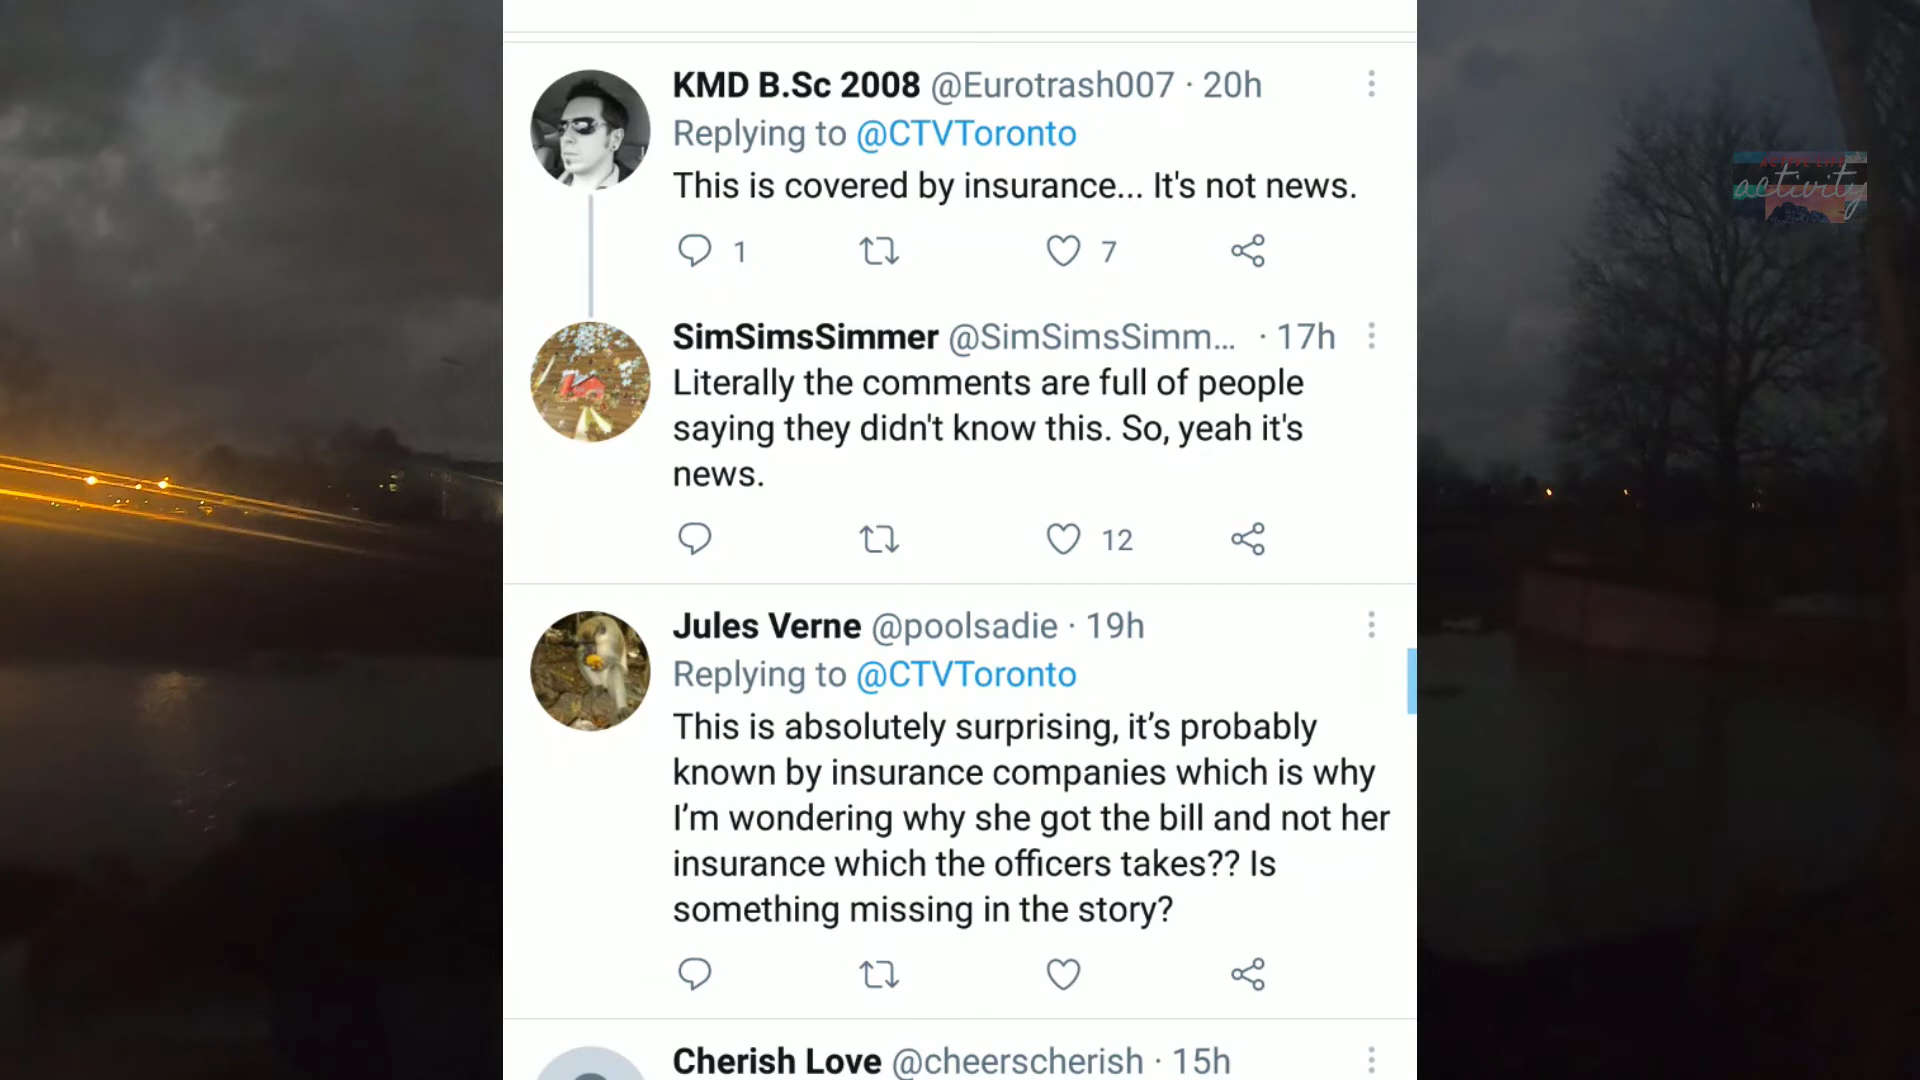 KMD B.Sc 2008 @Eurotrash007 · 20h
Replying to @CTVToronto
This is covered by insurance... It's not news.
1 7
SimSimsSimmer @SimSimsSimm... · 17h
Literally the comments are full of people
saying they didn't know this. So, yeah it's
news.
12
Jules Verne @poolsadie · 19h
Replying to @CTVToronto
This is absolutely surprising, it’s probably
known by insurance companies which is why
I’m wondering why she got the bill and not her
insurance which the officers takes?? Is
something missing in the story?
Cherish Love @cheerscherish · 15h
activity